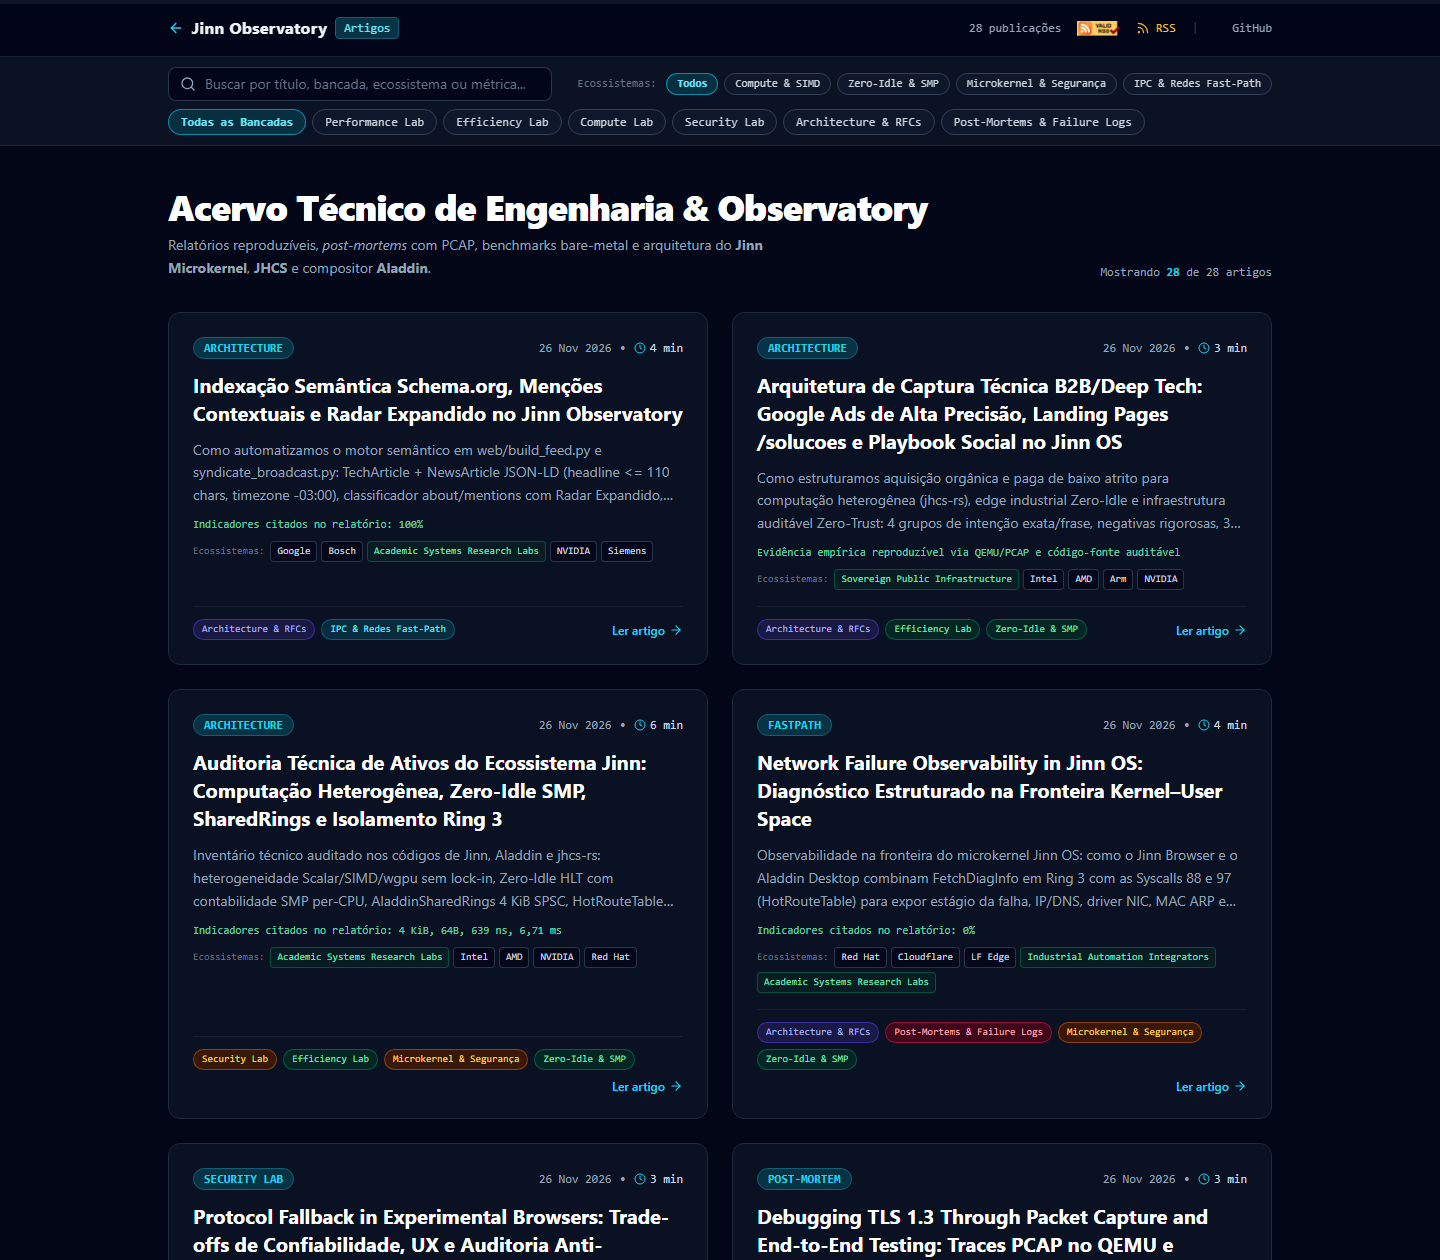 Jinn Observatory Artigos
28 publicações VALID RSS RSS | GitHub
Buscar por título, bancada, ecossistema ou métrica...
Ecossistemas: Todos Compute & SIMD Zero-Idle & SMP Microkernel & Segurança IPC & Redes Fast-Path
Todas as Bancadas Performance Lab Efficiency Lab Compute Lab Security Lab Architecture & RFCs Post-Mortems & Failure Logs
Acervo Técnico de Engenharia & Observatory
Relatórios reproduzíveis, post-mortems com PCAP, benchmarks bare-metal e arquitetura do Jinn
Microkernel, JHCS e compositor Aladdin.
Mostrando 28 de 28 artigos
ARCHITECTURE 26 Nov 2026 • 4 min
Indexação Semântica Schema.org, Menções
Contextuais e Radar Expandido no Jinn Observatory
Como automatizamos o motor semântico em web/build_feed.py e
syndicate_broadcast.py: TechArticle + NewsArticle JSON-LD (headline <= 110
chars, timezone -03:00), classificador about/mentions com Radar Expandido,...
Indicadores citados no relatório: 100%
Ecossistemas: Google Bosch Academic Systems Research Labs NVIDIA Siemens
Architecture & RFCs IPC & Redes Fast-Path Ler artigo →
ARCHITECTURE 26 Nov 2026 • 3 min
Arquitetura de Captura Técnica B2B/Deep Tech:
Google Ads de Alta Precisão, Landing Pages
/solucoes e Playbook Social no Jinn OS
Como estruturamos aquisição orgânica e paga de baixo atrito para
computação heterogênea (jhcs-rs), edge industrial Zero-Idle e infraestrutura
auditável Zero-Trust: 4 grupos de intenção exata/frase, negativas rigorosas, 3...
Evidência empírica reproduzível via QEMU/PCAP e código-fonte auditável
Ecossistemas: Sovereign Public Infrastructure Intel AMD Arm NVIDIA
Architecture & RFCs Efficiency Lab Zero-Idle & SMP Ler artigo →
ARCHITECTURE 26 Nov 2026 • 6 min
Auditoria Técnica de Ativos do Ecossistema Jinn:
Computação Heterogênea, Zero-Idle SMP,
SharedRings e Isolamento Ring 3
Inventário técnico auditado nos códigos de Jinn, Aladdin e jhcs-rs:
heterogeneidade Scalar/SIMD/wgpu sem lock-in, Zero-Idle HLT com
contabilidade SMP per-CPU, AladdinSharedRings 4 KiB SPSC, HotRouteTable...
Indicadores citados no relatório: 4 KiB, 64B, 639 ns, 6,71 ms
Ecossistemas: Academic Systems Research Labs Intel AMD NVIDIA Red Hat
Security Lab Efficiency Lab Microkernel & Segurança Zero-Idle & SMP
Ler artigo →
FASTPATH 26 Nov 2026 • 4 min
Network Failure Observability in Jinn OS:
Diagnóstico Estruturado na Fronteira Kernel–User
Space
Observabilidade na fronteira do microkernel Jinn OS: como o Jinn Browser e o
Aladdin Desktop combinam FetchDiagInfo em Ring 3 com as Syscalls 88 e 97
(HotRouteTable) para expor estágio da falha, IP/DNS, driver NIC, MAC ARP e...
Indicadores citados no relatório: 0%
Ecossistemas: Red Hat Cloudflare LF Edge Industrial Automation Integrators
Academic Systems Research Labs
Architecture & RFCs Post-Mortems & Failure Logs Microkernel & Segurança
Zero-Idle & SMP
Ler artigo →
SECURITY LAB 26 Nov 2026 • 3 min
Protocol Fallback in Experimental Browsers: Trade-
offs de Confiabilidade, UX e Auditoria Anti-
POST-MORTEM 26 Nov 2026 • 3 min
Debugging TLS 1.3 Through Packet Capture and
End-to-End Testing: Traces PCAP no QEMU e